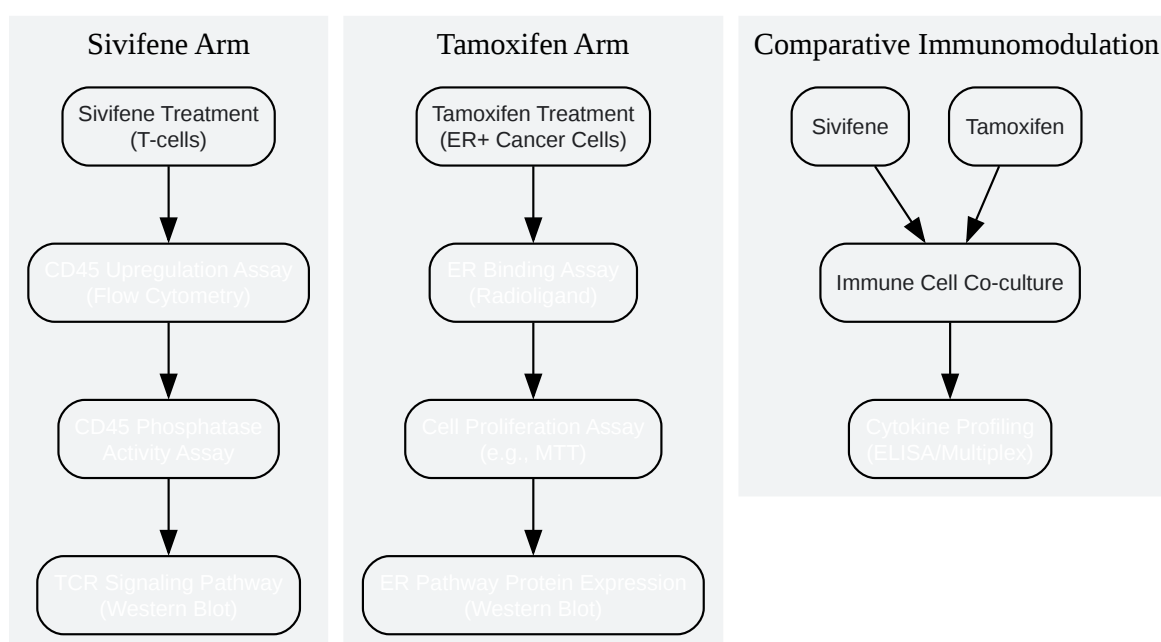 Sivifene Arm
Sivifene Treatment
(T-cells)
CD45 Upregulation Assay
(Flow Cytometry)
CD45 Phosphatase
Activity Assay
TCR Signaling Pathway
(Western Blot)
Tamoxifen Arm
Tamoxifen Treatment
(ER+ Cancer Cells)
ER Binding Assay
(Radioligand)
Cell Proliferation Assay
(e.g., MTT)
ER Pathway Protein Expression
(Western Blot)
Comparative Immunomodulation
Sivifene
Tamoxifen
Immune Cell Co-culture
Cytokine Profiling
(ELISA/Multiplex)